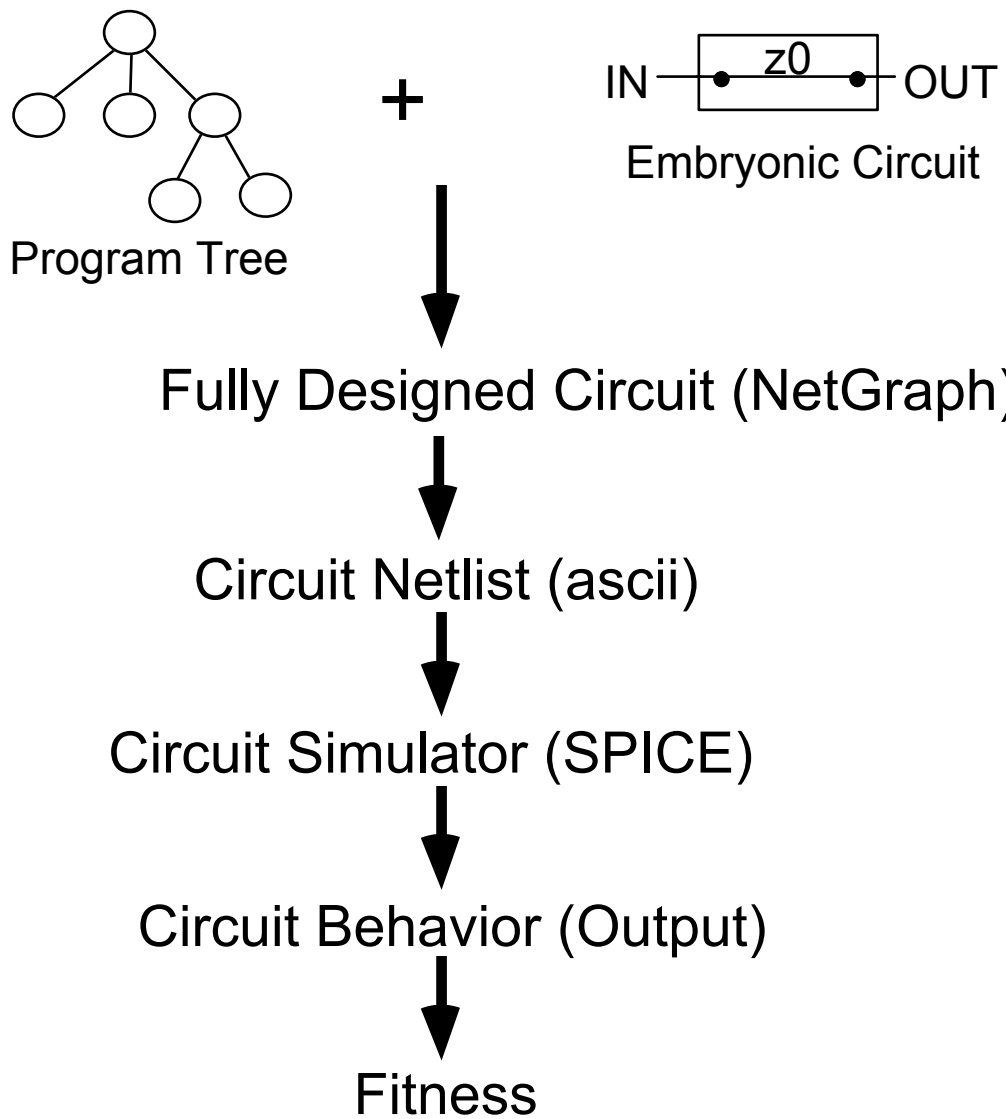 z0
IN
OUT
+
Embryonic Circuit
Program Tree
Fully Designed Circuit (NetGraph)
Circuit Netlist (ascii)
Circuit Simulator (SPICE)
Circuit Behavior (Output)
Fitness